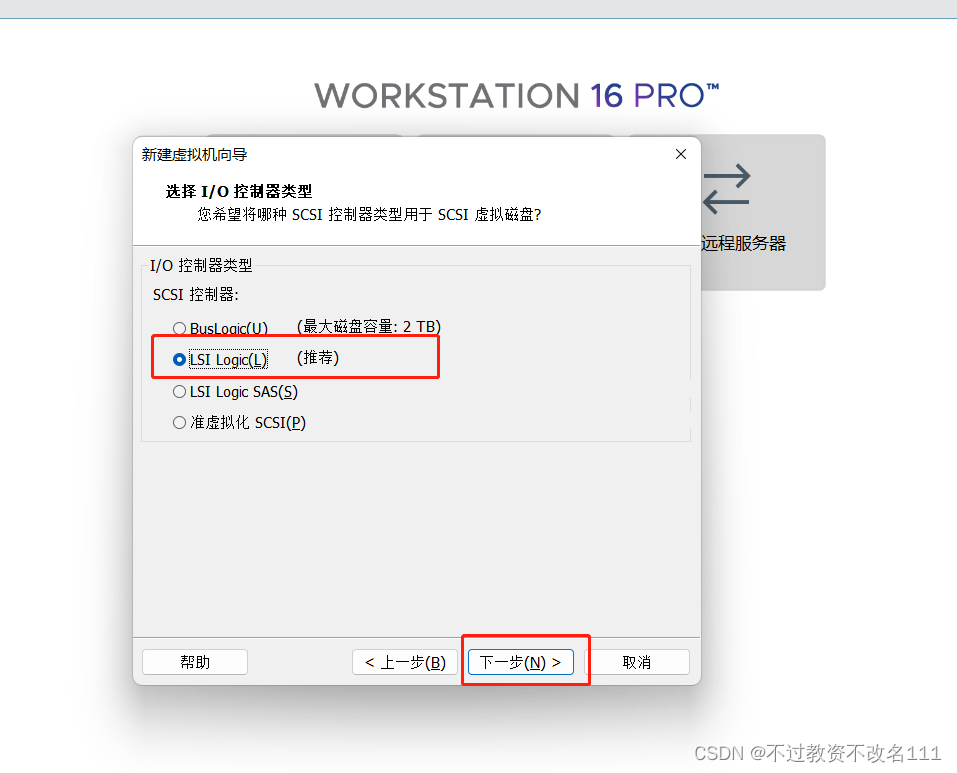 WORKSTATION 16 PRO™
新建虚拟机向导
选择 I/O 控制器类型
您希望将哪种 SCSI 控制器类型用于 SCSI 虚拟磁盘?
远程服务器
I/O 控制器类型
SCSI 控制器:
BusLogic(U) (最大磁盘容量: 2 TB)
LSI Logic(L) (推荐)
LSI Logic SAS(S)
准虚拟化 SCSI(P)
帮助 < 上一步(B) 下一步(N) > 取消
CSDN @不过教资不改名111